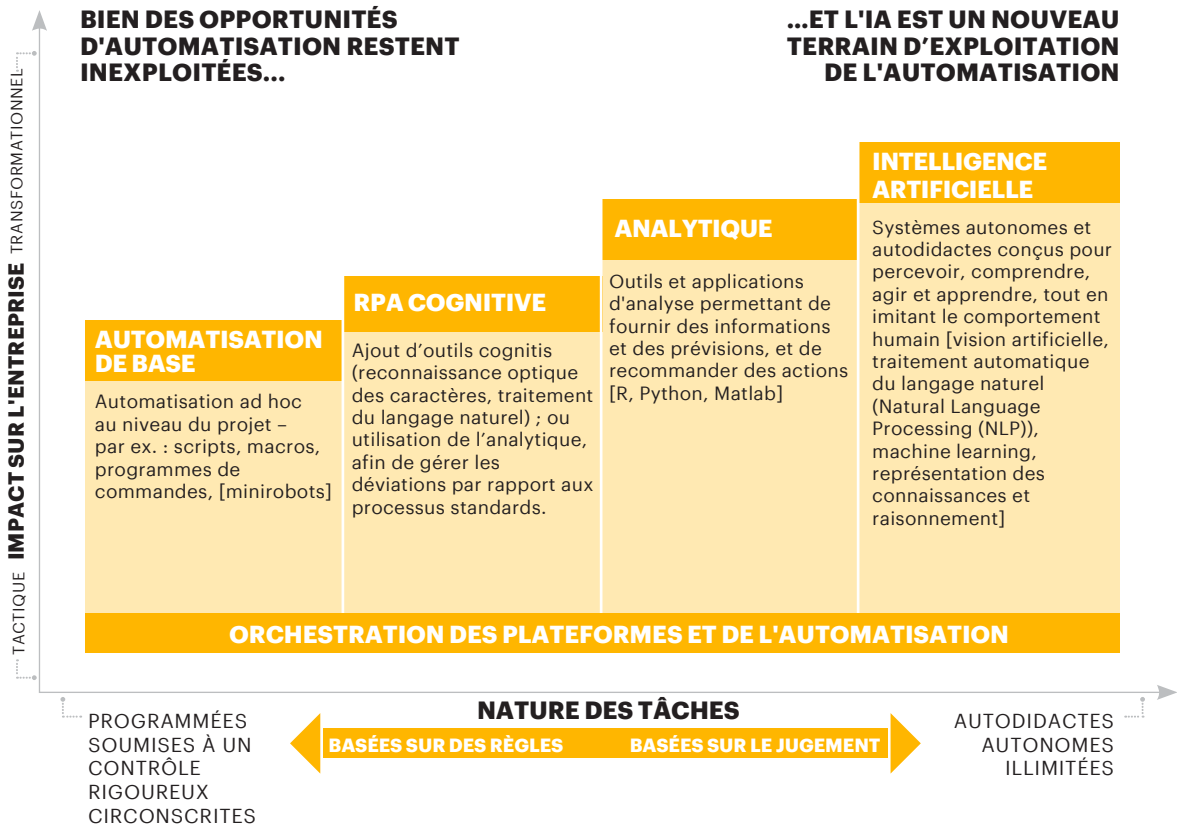 BIEN DES OPPORTUNITÉS
D'AUTOMATISATION RESTENT
INEXPLOITÉES...
...ET L'IA EST UN NOUVEAU
TERRAIN D’EXPLOITATION
DE L'AUTOMATISATION
TACTIQUE IMPACT SUR L'ENTREPRISE TRANSFORMATIONNEL
AUTOMATISATION
DE BASE
Automatisation ad hoc
au niveau du projet –
par ex. : scripts, macros,
programmes de
commandes, [minirobots]
RPA COGNITIVE
Ajout d’outils cognitis
(reconnaissance optique
des caractères, traitement
du langage naturel) ; ou
utilisation de l’analytique,
afin de gérer les
déviations par rapport aux
processus standards.
ANALYTIQUE
Outils et applications
d'analyse permettant de
fournir des informations
et des prévisions, et de
recommander des actions
[R, Python, Matlab]
INTELLIGENCE
ARTIFICIELLE
Systèmes autonomes et
autodidactes conçus pour
percevoir, comprendre,
agir et apprendre, tout en
imitant le comportement
humain [vision artificielle,
traitement automatique
du langage naturel
(Natural Language
Processing (NLP)),
machine learning,
représentation des
connaissances et
raisonnement]
ORCHESTRATION DES PLATEFORMES ET DE L'AUTOMATISATION
NATURE DES TÂCHES
BASÉES SUR DES RÈGLES BASÉES SUR LE JUGEMENT
PROGRAMMÉES
SOUMISES À UN
CONTRÔLE
RIGOUREUX
CIRCONSCRITES
AUTODIDACTES
AUTONOMES
ILLIMITÉES